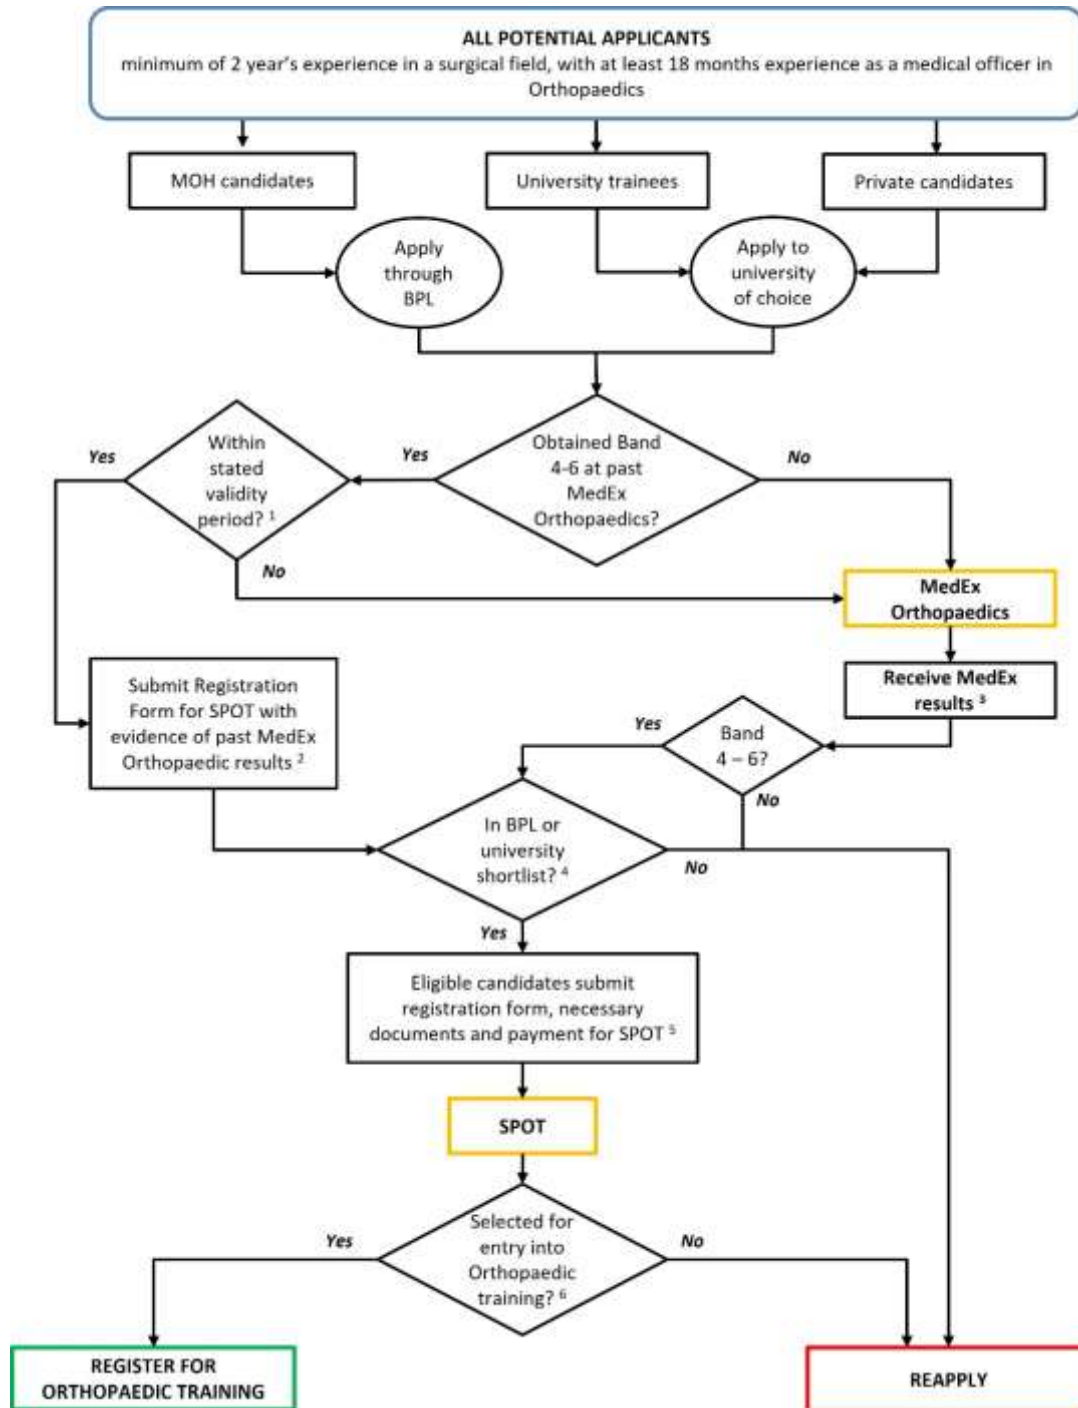 ALL POTENTIAL APPLICANTS
minimum of 2 year's experience in a surgical field, with at least 18 months experience as a medical officer in
Orthopaedics
MOH candidates
University trainees
Private candidates
Apply
through
BPL
Apply to
university
of choice
Yes
Within
stated
validity
period? 1
Yes
Obtained Band
4-6 at past
MedEx
Orthopaedics?
No
No
MedEx
Orthopaedics
Submit Registration
Form for SPOT with
evidence of past MedEx
Orthopaedic results 2
Receive MedEx
results 3
Yes
Band
4 – 6?
No
In BPL or
university
shortlist? 4
No
Yes
Eligible candidates submit
registration form, necessary
documents and payment for SPOT 5
SPOT
Yes
Selected for
entry into
Orthopaedic
training? 6
No
REGISTER FOR
ORTHOPAEDIC TRAINING
REAPPLY